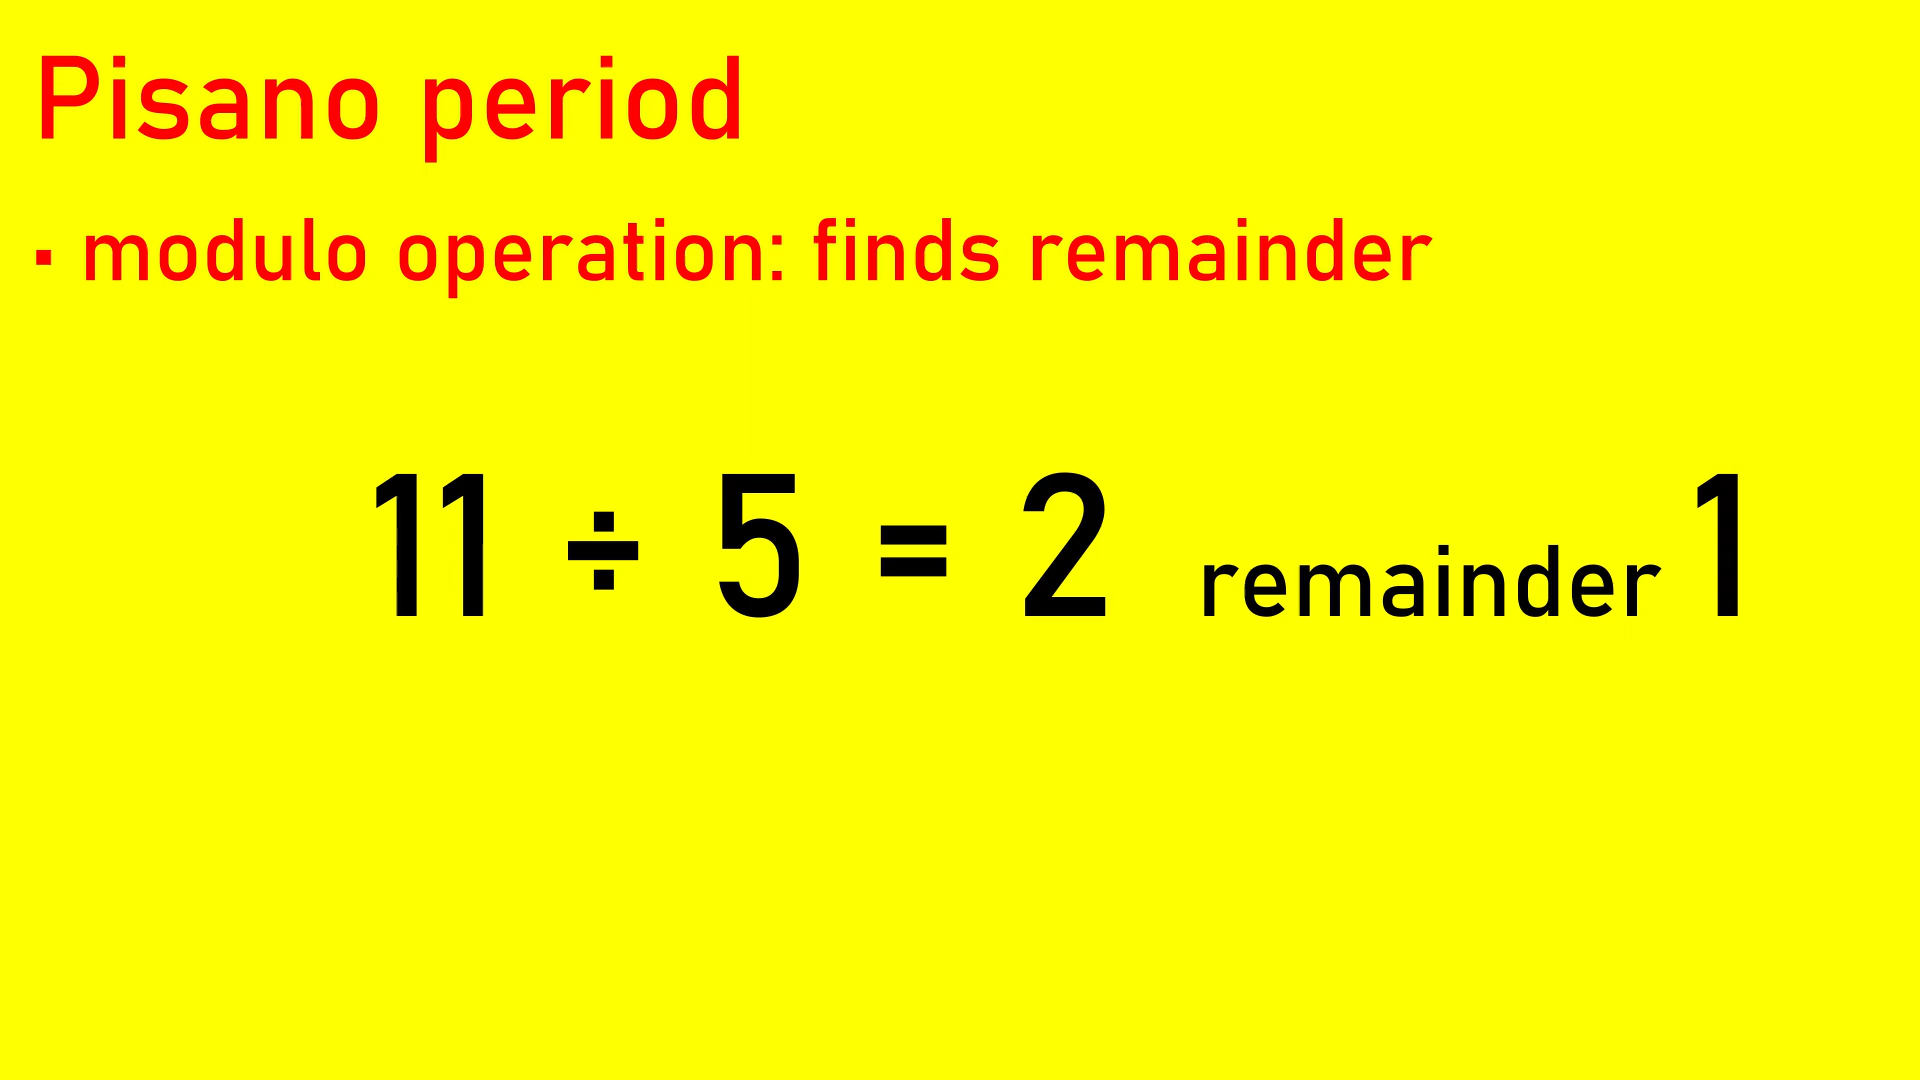 Pisano period
▪ modulo operation: finds remainder
11 ÷ 5 = 2 remainder 1